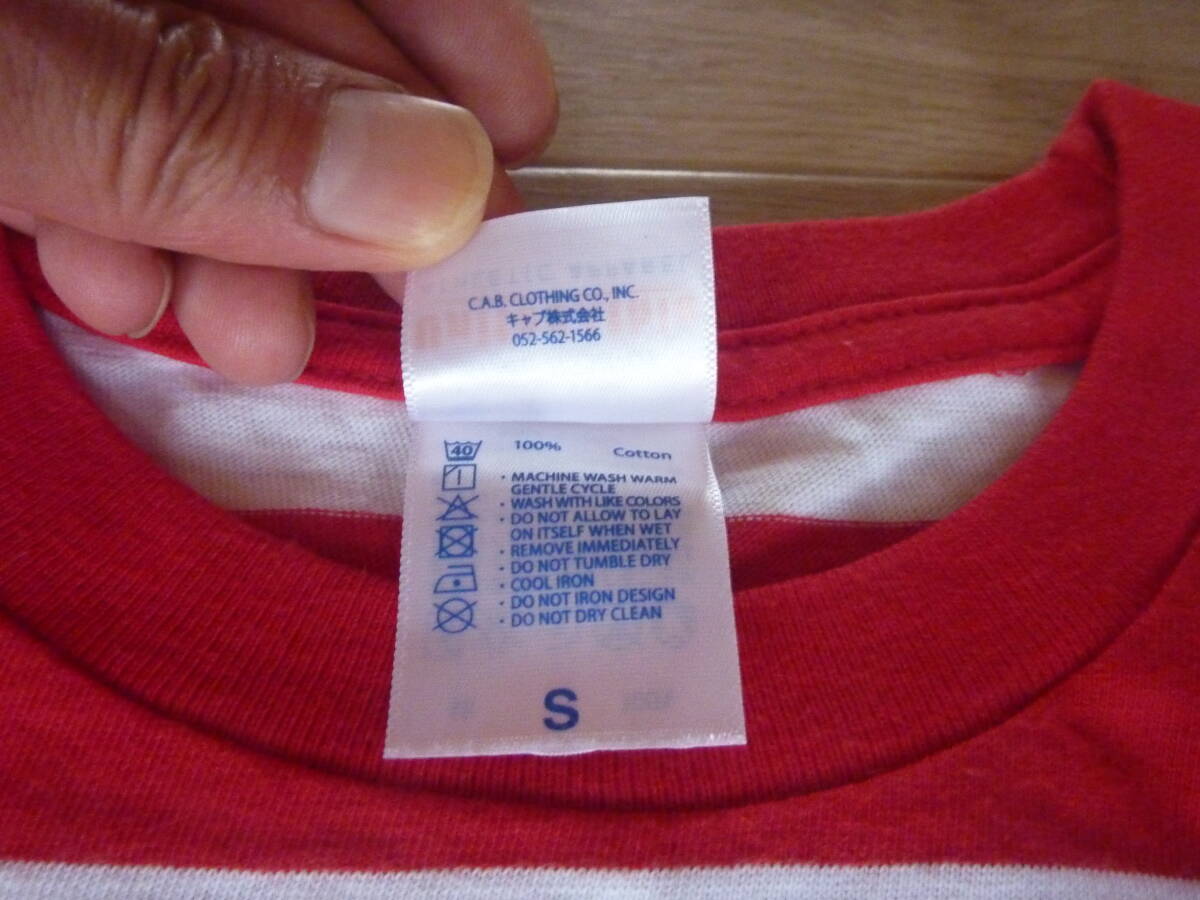 C.A.B. CLOTHING CO., INC.
キャブ株式会社
052-562-1566
40
100% Cotton
· MACHINE WASH WARM
GENTLE CYCLE
· WASH WITH LIKE COLORS
· DO NOT ALLOW TO LAY
ON ITSELF WHEN WET
· REMOVE IMMEDIATELY
· DO NOT TUMBLE DRY
· COOL IRON
· DO NOT IRON DESIGN
· DO NOT DRY CLEAN
S